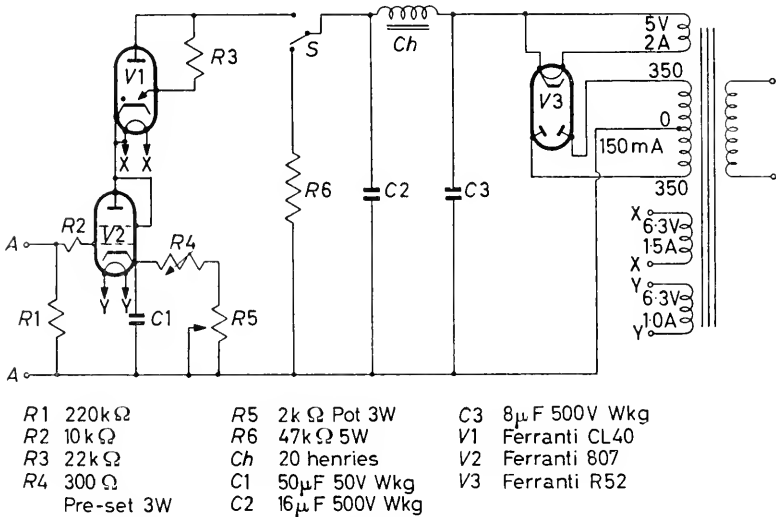 V1
R3
X X
S
Ch
5V
2A
350
V3
0
150mA
350
R6
C2
C3
A
R2
V2
R4
Y Y
R1
C1
R5
A
X
6·3V
1·5A
X
Y
6·3V
1·0A
Y
R1 220kΩ
R2 10kΩ
R3 22kΩ
R4 300Ω
Pre-set 3W
R5 2kΩ Pot 3W
R6 47kΩ 5W
Ch 20 henries
C1 50µF 50V Wkg
C2 16µF 500V Wkg
C3 8µF 500V Wkg
V1 Ferranti CL40
V2 Ferranti 807
V3 Ferranti R52